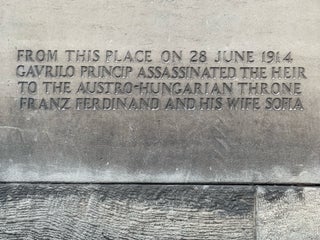 FROM THIS PLACE ON 28 JUNE 1914
GAVRILO PRINCIP ASSASSINATED THE HEIR
TO THE AUSTRO-HUNGARIAN THRONE
FRANZ FERDINAND AND HIS WIFE SOFIA